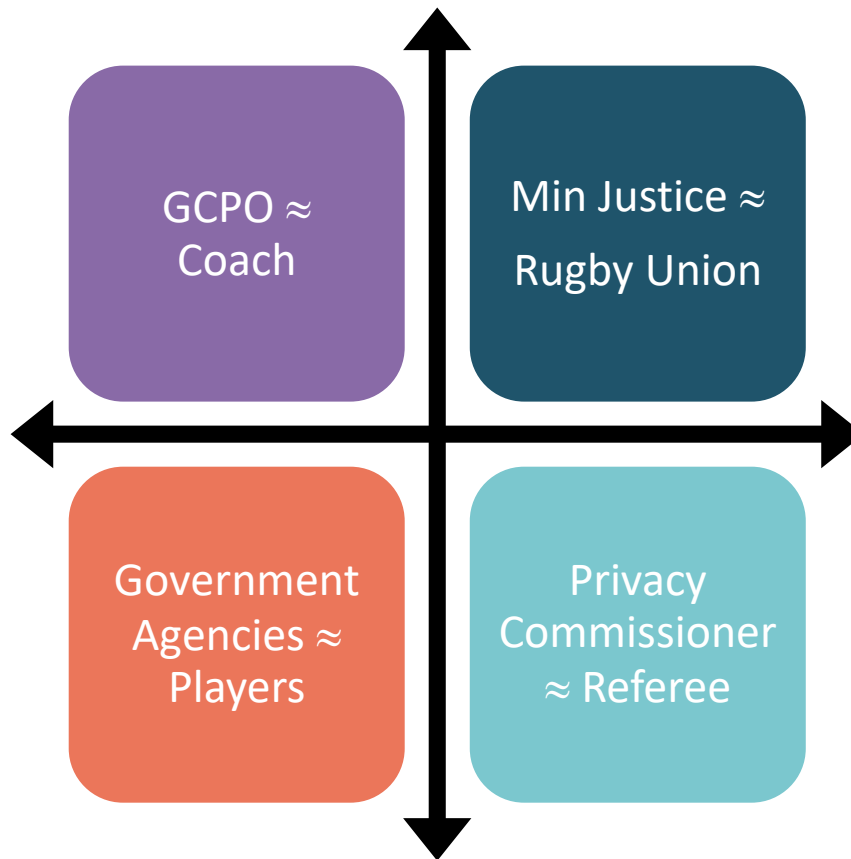 GCPO ≈
Coach
Min Justice ≈
Rugby Union
Government
Agencies ≈
Players
Privacy
Commissioner
≈ Referee